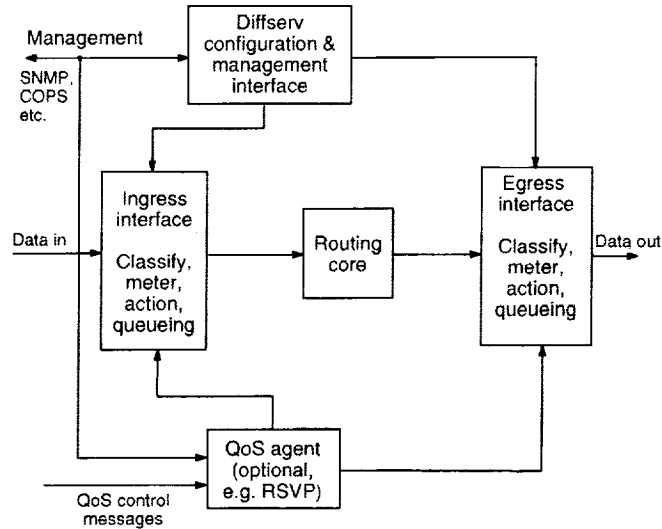 Diffserv
configuration &
management
interface
Management
SNMP,
COPS
etc.
Ingress
interface
Classify,
meter,
action,
queueing
Routing
core
Egress
interface
Classify,
meter,
action,
queueing
Data in
Data out
QoS agent
(optional,
e.g. RSVP)
QoS control
messages